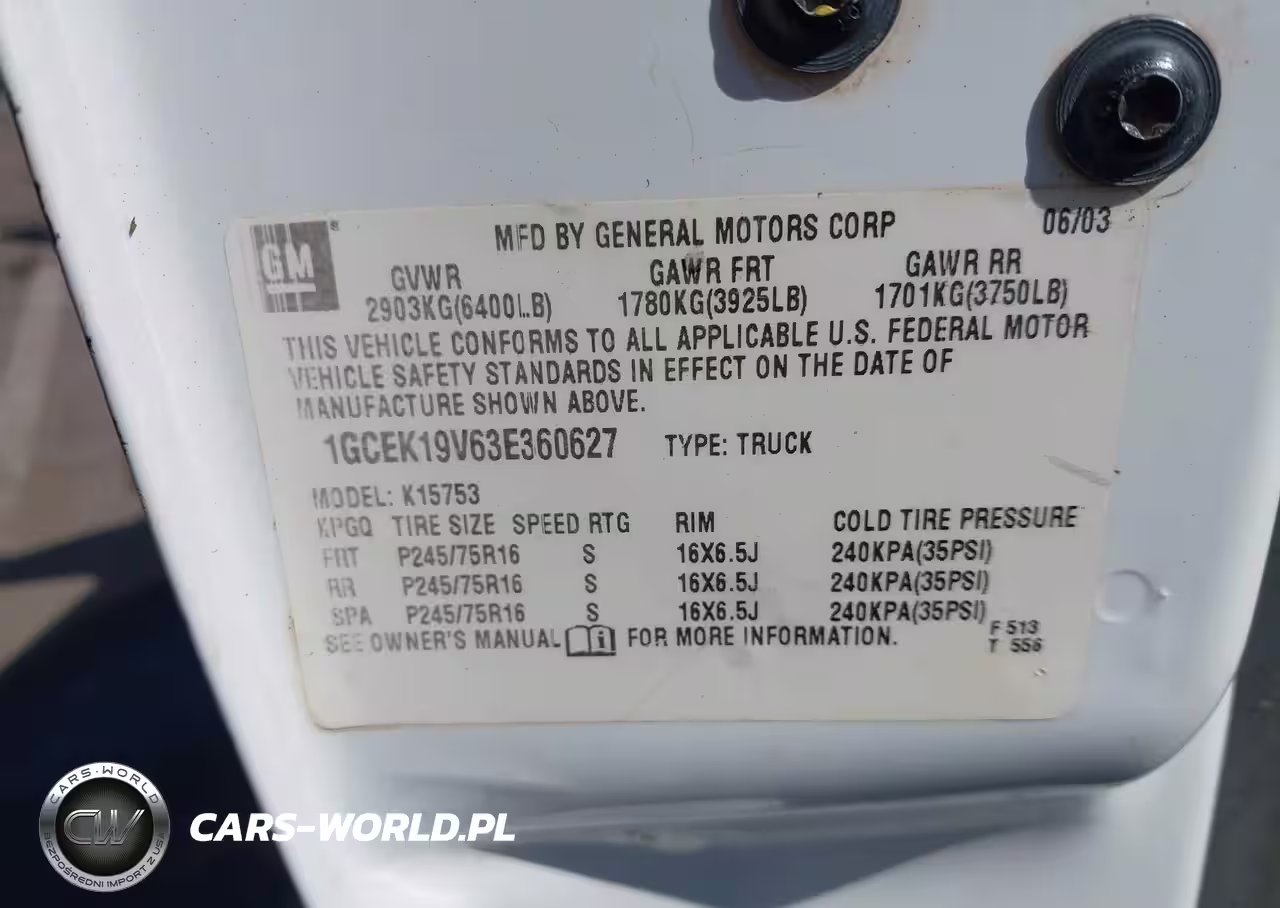 GM ®
MFD BY GENERAL MOTORS CORP 06/03
GVWR GAWR FRT GAWR RR
2903KG(6400LB) 1780KG(3925LB) 1701KG(3750LB)
THIS VEHICLE CONFORMS TO ALL APPLICABLE U.S. FEDERAL MOTOR
VEHICLE SAFETY STANDARDS IN EFFECT ON THE DATE OF
MANUFACTURE SHOWN ABOVE.
1GCEK19V63E360627 TYPE: TRUCK
MODEL: K15753
KPGQ TIRE SIZE SPEED RTG RIM COLD TIRE PRESSURE
FRT P245/75R16 S 16X6.5J 240KPA(35PSI)
RR P245/75R16 S 16X6.5J 240KPA(35PSI)
SPA P245/75R16 S 16X6.5J 240KPA(35PSI)
SEE OWNER'S MANUAL i FOR MORE INFORMATION.
F 513
T 556
CARS-WORLD
CW
BEZPOŚREDNI IMPORT Z USA
CARS-WORLD.PL